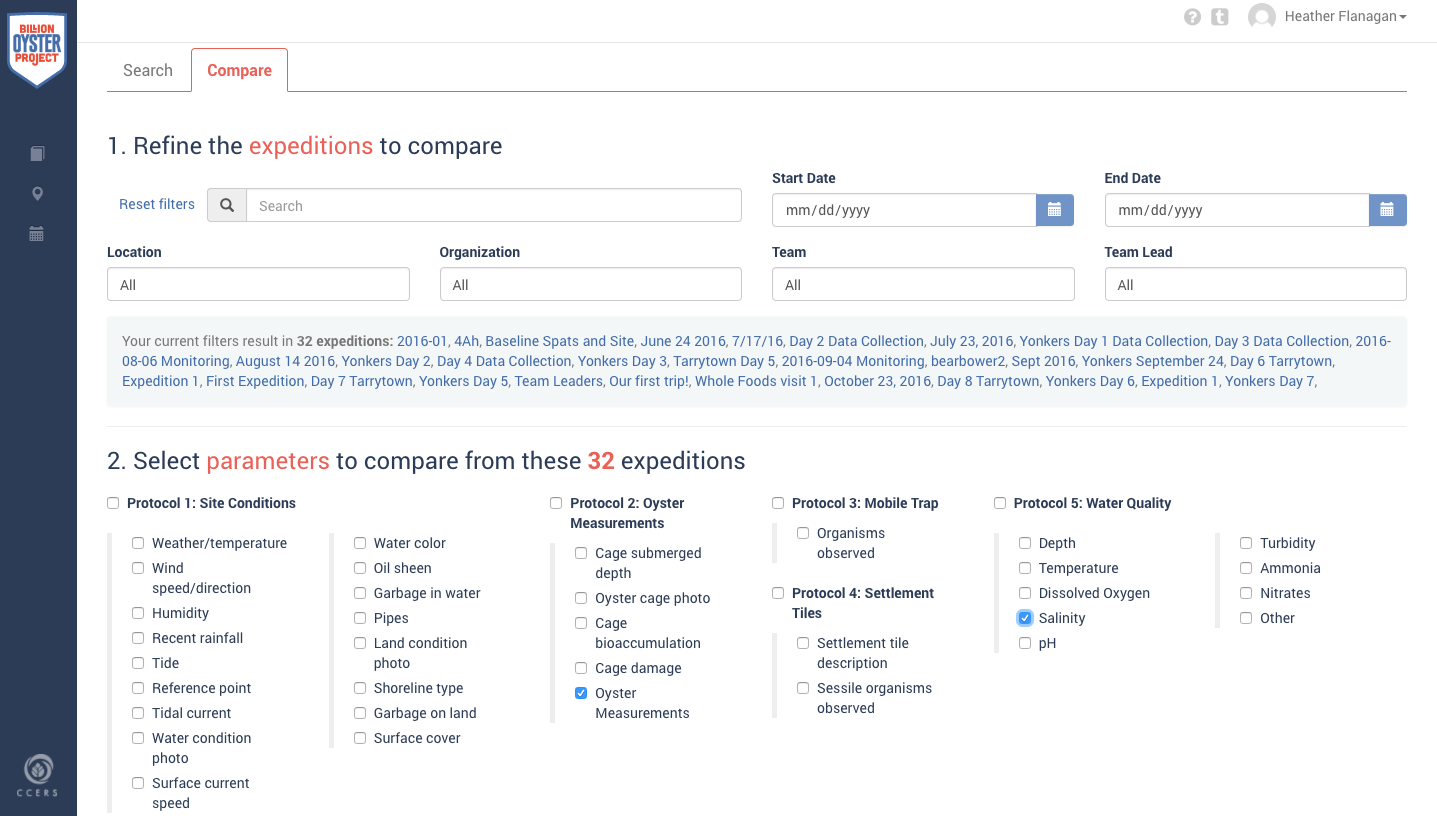 BILLION
OYSTER
PROJECT
Heather Flanagan
Search
Compare
1. Refine the expeditions to compare
Start Date
End Date
Reset filters
Search
mm/dd/yyyy
mm/dd/yyyy
Location
Organization
Team
Team Lead
All
All
All
All
Your current filters result in 32 expeditions: 2016-01, 4Ah, Baseline Spats and Site, June 24 2016, 7/17/16, Day 2 Data Collection, July 23, 2016, Yonkers Day 1 Data Collection, Day 3 Data Collection, 2016-
08-06 Monitoring, August 14 2016, Yonkers Day 2, Day 4 Data Collection, Yonkers Day 3, Tarrytown Day 5, 2016-09-04 Monitoring, bearbower2, Sept 2016, Yonkers September 24, Day 6 Tarrytown,
Expedition 1, First Expedition, Day 7 Tarrytown, Yonkers Day 5, Team Leaders, Our first trip!, Whole Foods visit 1, October 23, 2016, Day 8 Tarrytown, Yonkers Day 6, Expedition 1, Yonkers Day 7,
2. Select parameters to compare from these 32 expeditions
Protocol 1: Site Conditions
Weather/temperature
Wind
speed/direction
Humidity
Recent rainfall
Tide
Reference point
Tidal current
Water condition
photo
Surface current
speed
Water color
Oil sheen
Garbage in water
Pipes
Land condition
photo
Shoreline type
Garbage on land
Surface cover
Protocol 2: Oyster
Measurements
Cage submerged
depth
Oyster cage photo
Cage
bioaccumulation
Cage damage
Oyster
Measurements
Protocol 3: Mobile Trap
Organisms
observed
Protocol 4: Settlement
Tiles
Settlement tile
description
Sessile organisms
observed
Protocol 5: Water Quality
Depth
Temperature
Dissolved Oxygen
Salinity
pH
Turbidity
Ammonia
Nitrates
Other
CCERS